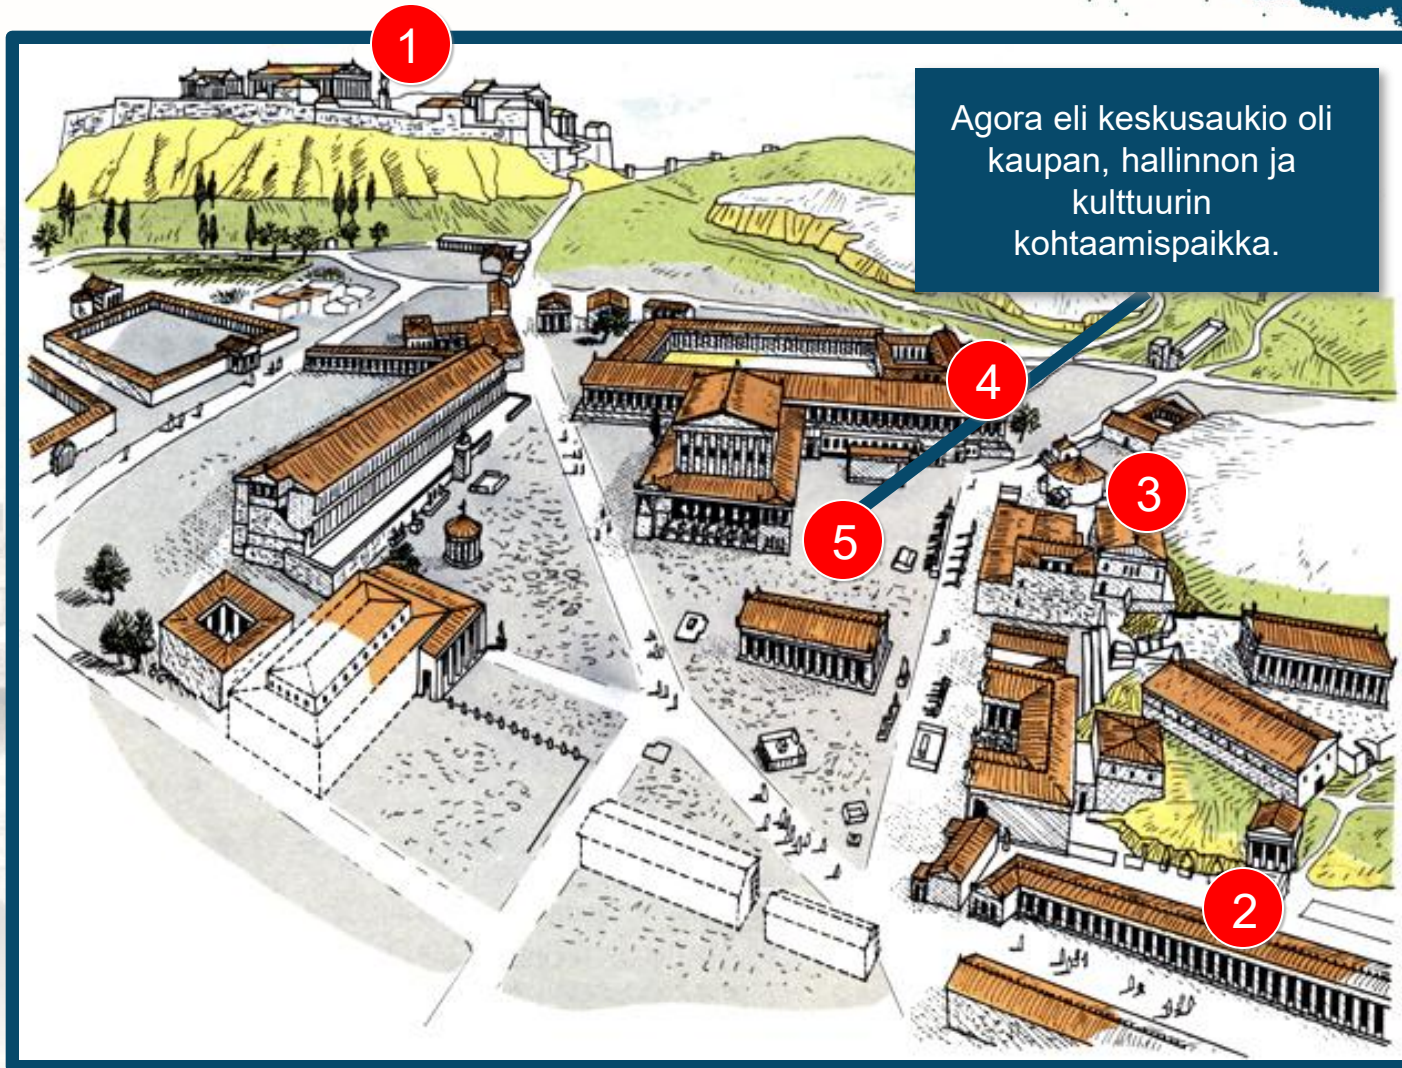 1
Agora eli keskusaukio oli
kaupan, hallinnon ja
kulttuurin
kohtaamispaikka.
4
3
5
2